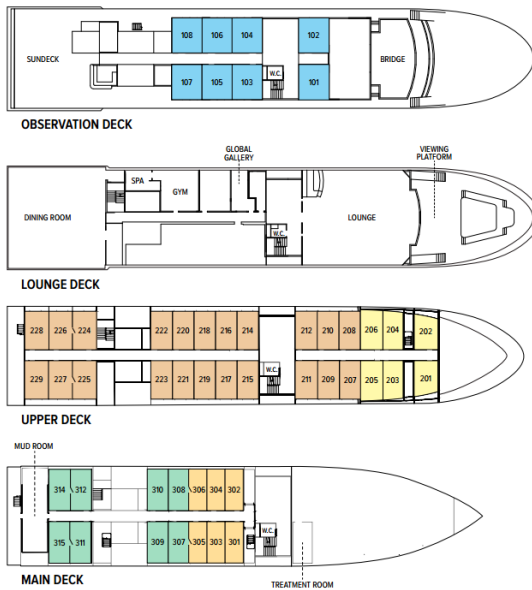 108 106 104 102
SUNDECK
W.C.
BRIDGE
107 105 103 101
OBSERVATION DECK
GLOBAL
GALLERY
VIEWING
PLATFORM
SPA
GYM
DINING ROOM
LOUNGE
W.C.
LOUNGE DECK
228 226 224 222 220 218 216 214 212 210 208 206 204 202
W.C.
229 227 225 223 221 219 217 215 211 209 207 205 203 201
UPPER DECK
MUD ROOM
314 312 310 308 306 304 302
W.C.
315 311 309 307 305 303 301
MAIN DECK
TREATMENT ROOM